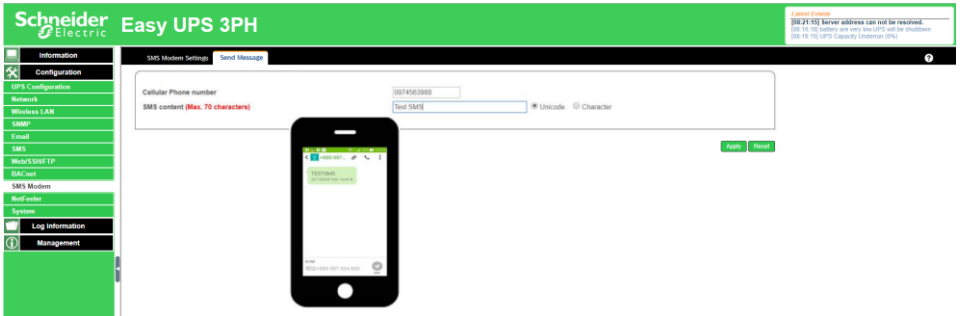 Schneider Electric
Easy UPS 3PH
Latest Events
[08:21:15] Server address can not be resolved.
[08:18:18] battery are very low UPS will be shutdown
[08:18:15] UPS Capacity Underrun (0%)
Information
Configuration
UPS Configuration
Network
Wireless LAN
SNMP
Email
SMS
Web/SSH/FTP
BACnet
SMS Modem
NetFeeler
System
Log Information
Management
SMS Modem Settings
Send Message
?
Cellular Phone number
0974563988
SMS content (Max. 70 characters)
Test SMS
Unicode
Character
Apply
Reset
TESTSMS